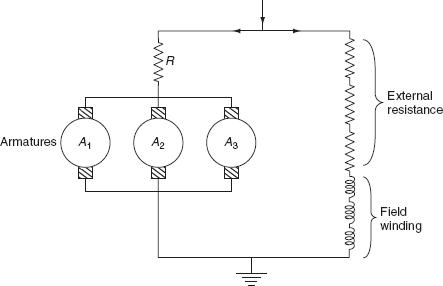 R
External
resistance
Armatures
A1
A2
A3
Field
winding